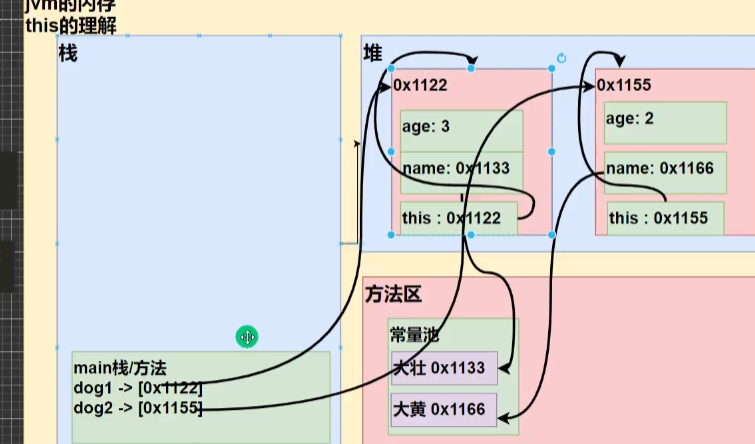 jvm的内存
this的理解
栈
堆
0x1122
age: 3
name: 0x1133
this : 0x1122
0x1155
age: 2
name: 0x1166
this : 0x1155
方法区
常量池
大壮 0x1133
大黄 0x1166
main栈/方法
dog1 -> [0x1122]
dog2 -> [0x1155]